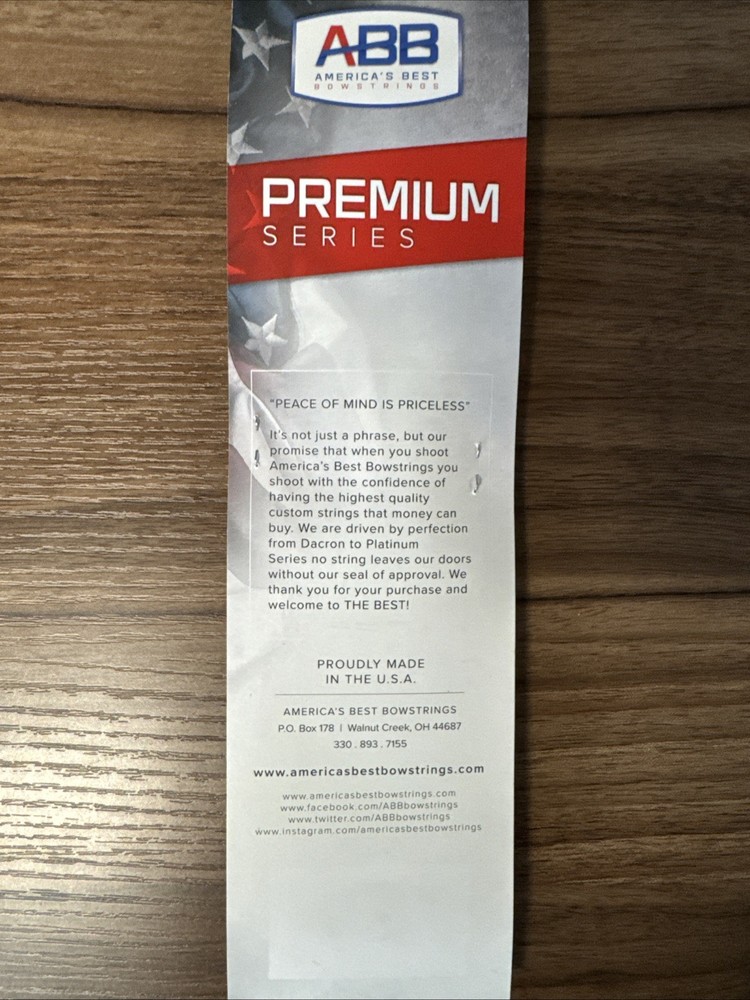 ABB
AMERICA'S BEST
BOWSTRINGS
PREMIUM
SERIES
"PEACE OF MIND IS PRICELESS"
It's not just a phrase, but our
promise that when you shoot
America's Best Bowstrings you
shoot with the confidence of
having the highest quality
custom strings that money can
buy. We are driven by perfection
from Dacron to Platinum
Series no string leaves our doors
without our seal of approval. We
thank you for your purchase and
welcome to THE BEST!
PROUDLY MADE
IN THE U.S.A.
AMERICA'S BEST BOWSTRINGS
P.O. Box 178 | Walnut Creek, OH 44687
330 . 893 . 7155
www.americasbestbowstrings.com
www.americasbestbowstrings.com
www.facebook.com/ABBbowstrings
www.twitter.com/ABBbowstrings
www.instagram.com/americasbestbowstrings